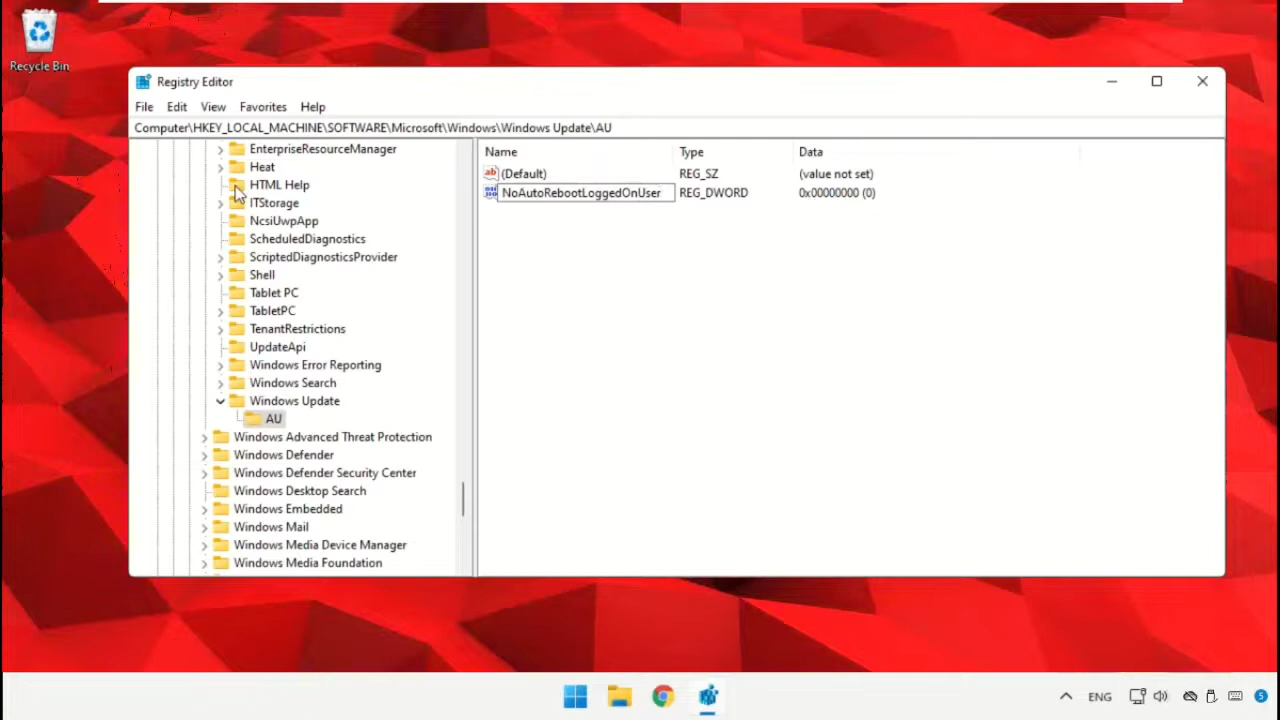 Recycle Bin
Registry Editor
File Edit View Favorites Help
Computer\HKEY_LOCAL_MACHINE\SOFTWARE\Microsoft\Windows\Windows Update\AU
EnterpriseResourceManager
Heat
HTML Help
ITStorage
NcsiUwpApp
ScheduledDiagnostics
ScriptedDiagnosticsProvider
Shell
Tablet PC
TabletPC
TenantRestrictions
UpdateApi
Windows Error Reporting
Windows Search
Windows Update
AU
Windows Advanced Threat Protection
Windows Defender
Windows Defender Security Center
Windows Desktop Search
Windows Embedded
Windows Mail
Windows Media Device Manager
Windows Media Foundation
Name Type Data
(Default) REG_SZ (value not set)
NoAutoRebootLoggedOnUser REG_DWORD 0x00000000 (0)
ENG
5